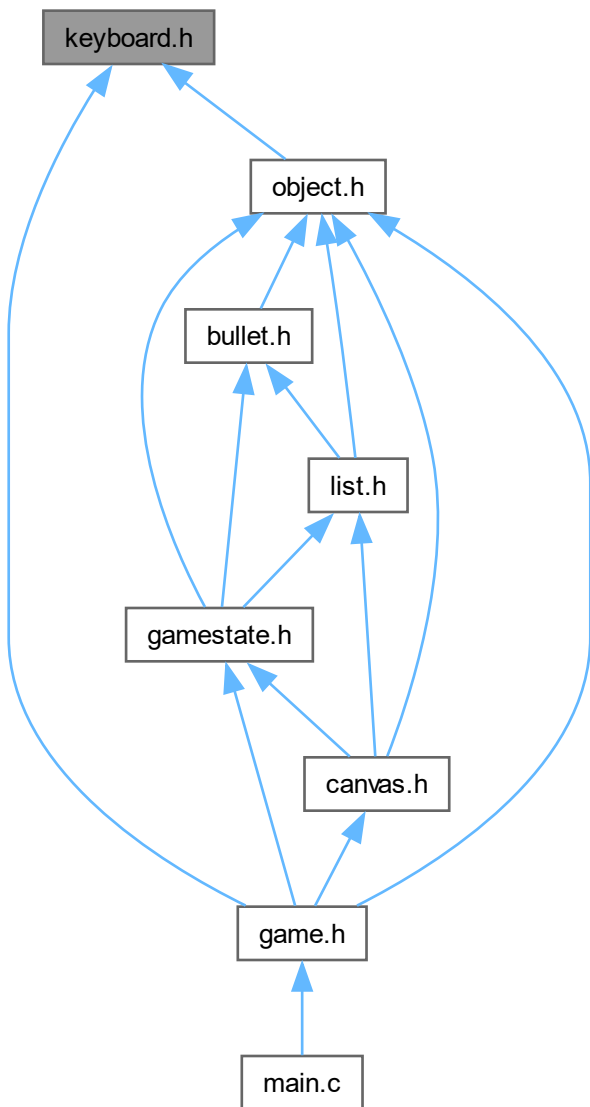 keyboard.h
object.h
bullet.h
list.h
gamestate.h
canvas.h
game.h
main.c